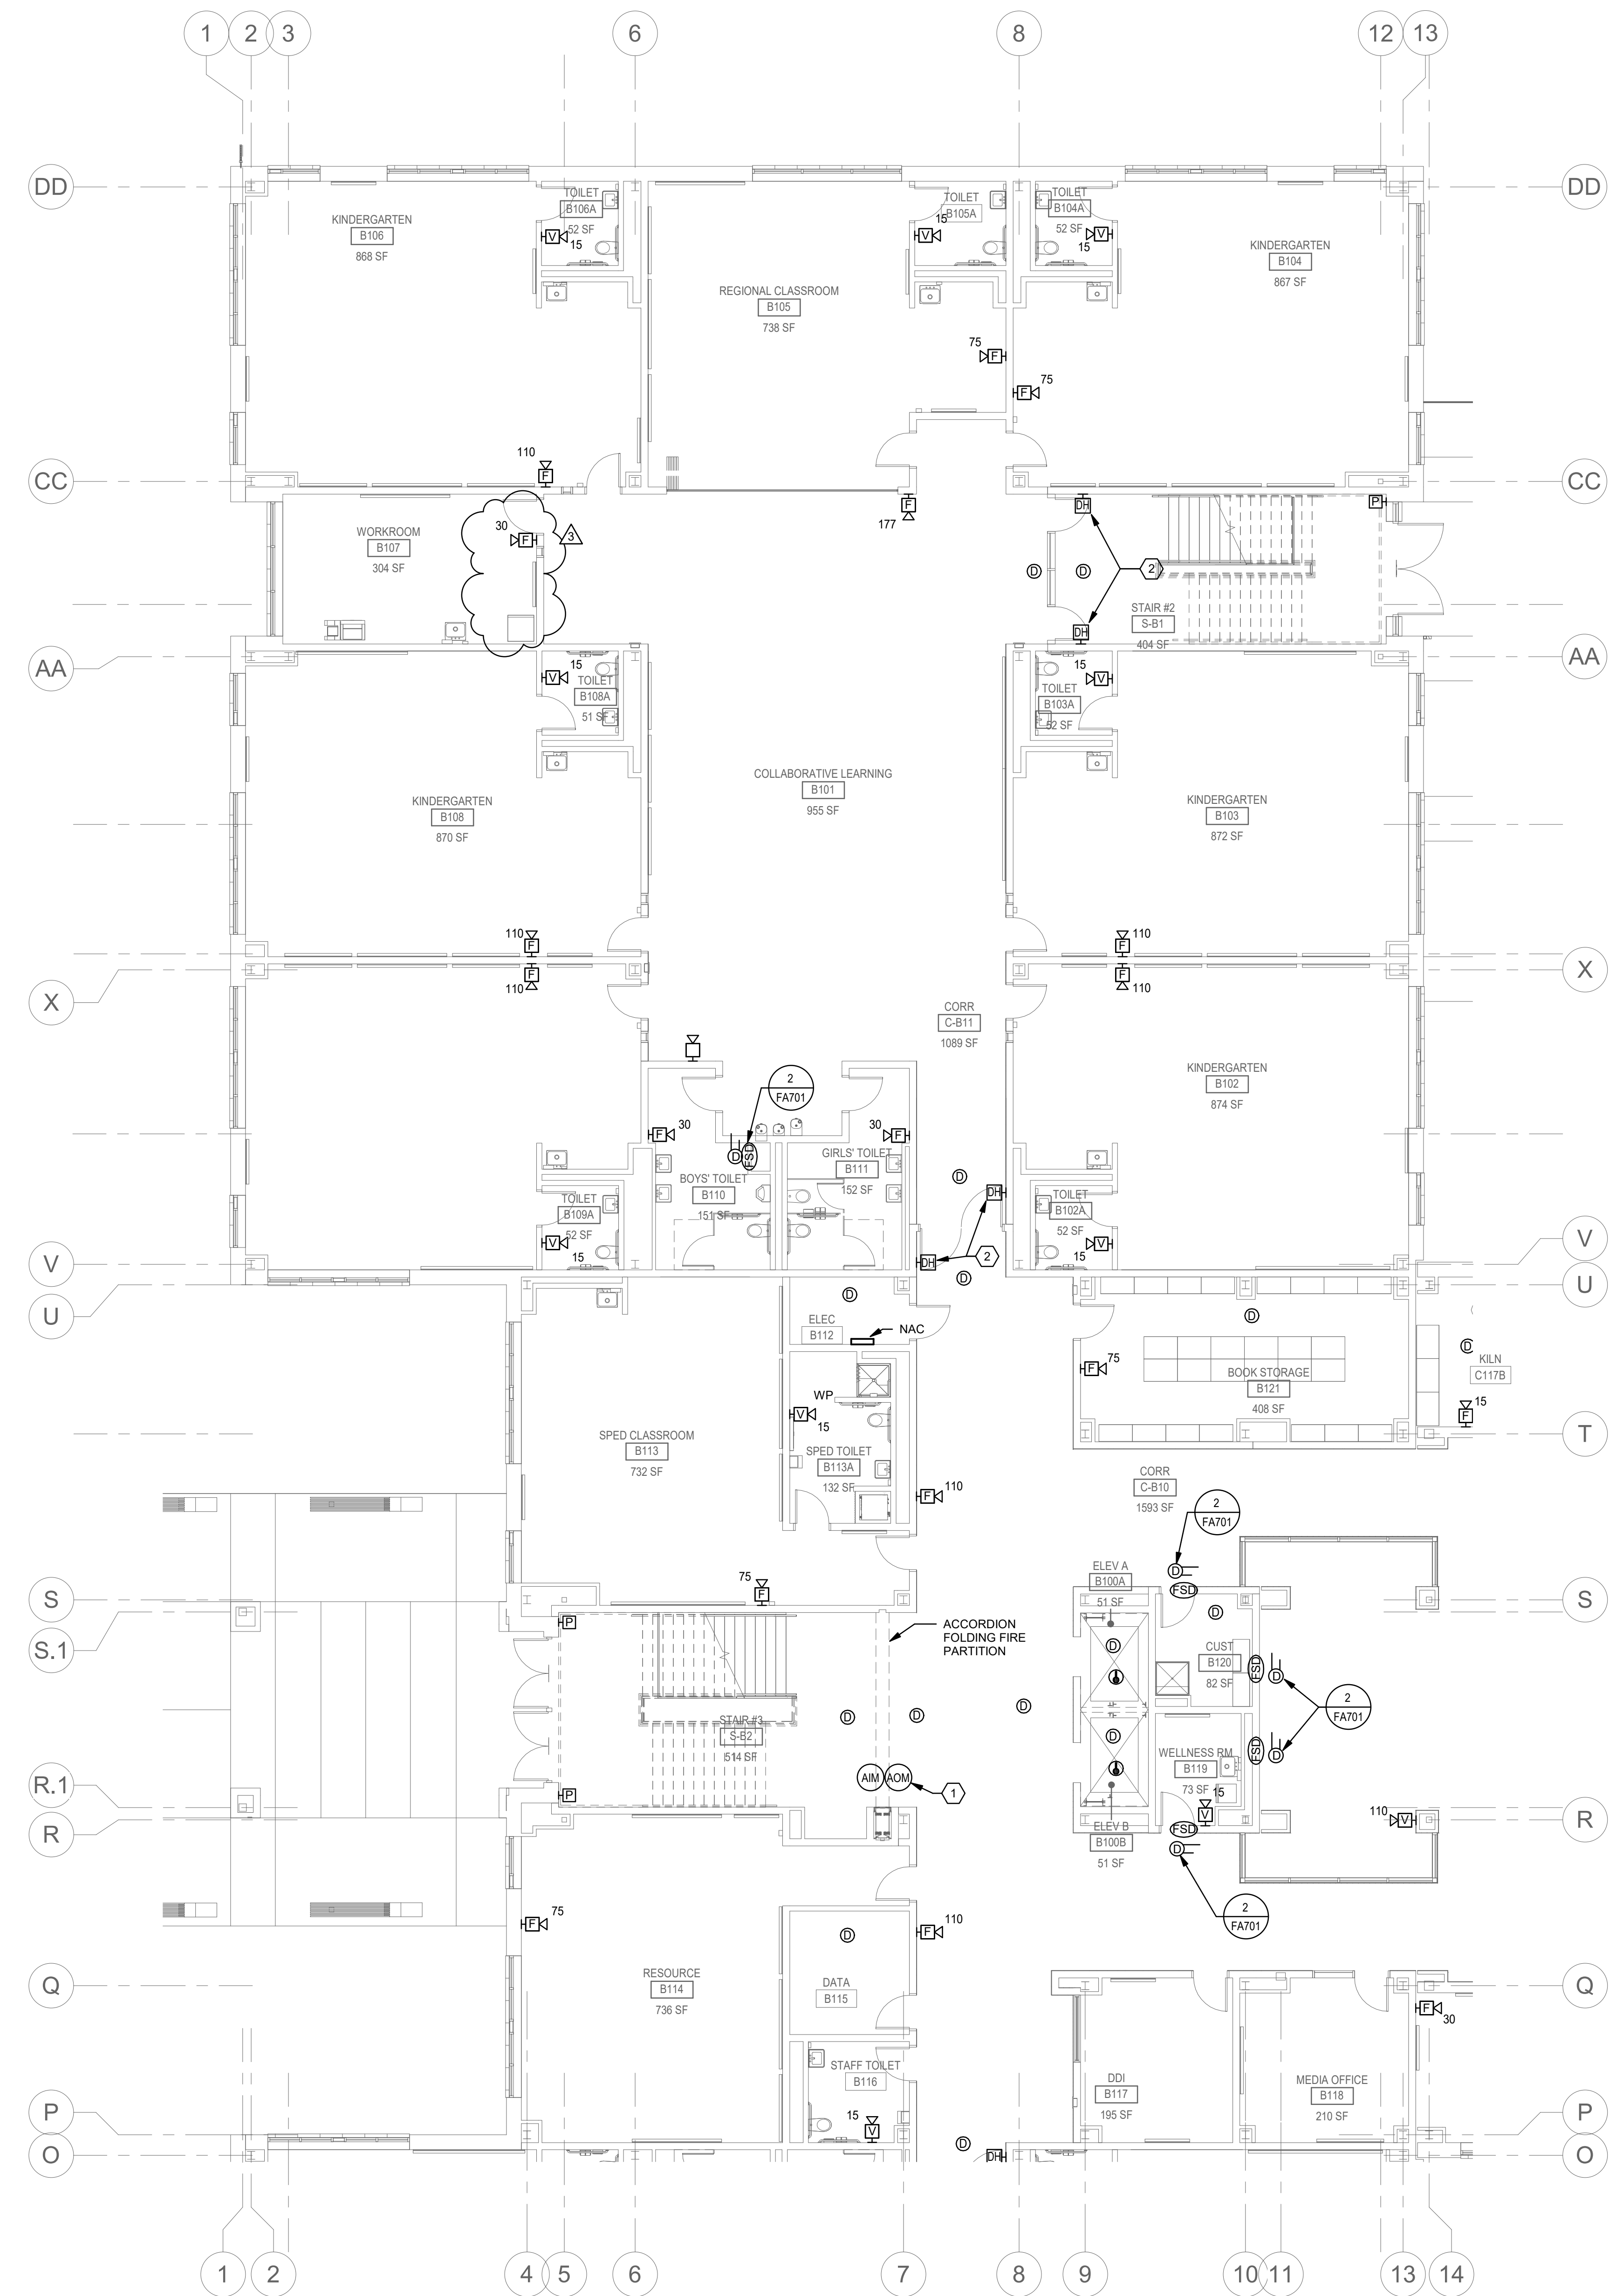 1 2 3 6 8 12 13
DD DD
TOILET
B106A
52 SF
V
15
KINDERGARTEN
B106
868 SF
TOILET
B105A
15
V
TOILET
B104A
52 SF
V
15
KINDERGARTEN
B104
867 SF
REGIONAL CLASSROOM
B105
738 SF
75
F
F
75
CC CC
110
F
F
177
WORKROOM
B107
304 SF
30
F
3
DH
P
D
D
2
DH
STAIR #2
S-B1
404 SF
AA AA
15
V
TOILET
B108A
51 SF
15
V
TOILET
B103A
52 SF
COLLABORATIVE LEARNING
B101
955 SF
KINDERGARTEN
B108
870 SF
KINDERGARTEN
B103
872 SF
110
F
F
110
110
F
F
110
X X
CORR
C-B11
1089 SF
KINDERGARTEN
B102
874 SF
2
FA701
30
F
D
FSD
30
F
BOYS' TOILET
B110
151 SF
GIRLS' TOILET
B111
152 SF
D
DH
DH
2
D
TOILET
B109A
52 SF
V
15
TOILET
B102A
52 SF
V
15
V V
U U
D
ELEC
B112
NAC
D
75
F
BOOK STORAGE
B121
408 SF
D
KILN
C117B
15
F
WP
V
15
SPED CLASSROOM
B113
732 SF
SPED TOILET
B113A
132 SF
T
F
110
CORR
C-B10
1593 SF
2
FA701
75
F
D
FSD
ELEV A
B100A
51 SF
S S
S.1
P
ACCORDION
FOLDING FIRE
PARTITION
D
D
CUST
B120
82 SF
FSD
D
2
FA701
STAIR #3
S-B2
514 SF
D
D
D
D
FSD
D
WELLNESS RM
B119
73 SF
15
V
R.1
P
AIM
AOM
1
R R
ELEV B
B100B
51 SF
FSD
D
110
V
2
FA701
75
F
F
110
D
RESOURCE
B114
736 SF
DATA
B115
Q Q
F
30
STAFF TOILET
B116
15
V
DDI
B117
195 SF
MEDIA OFFICE
B118
210 SF
P P
D
DH
O O
1 2 4 5 6 7 8 9 10 11 13 14